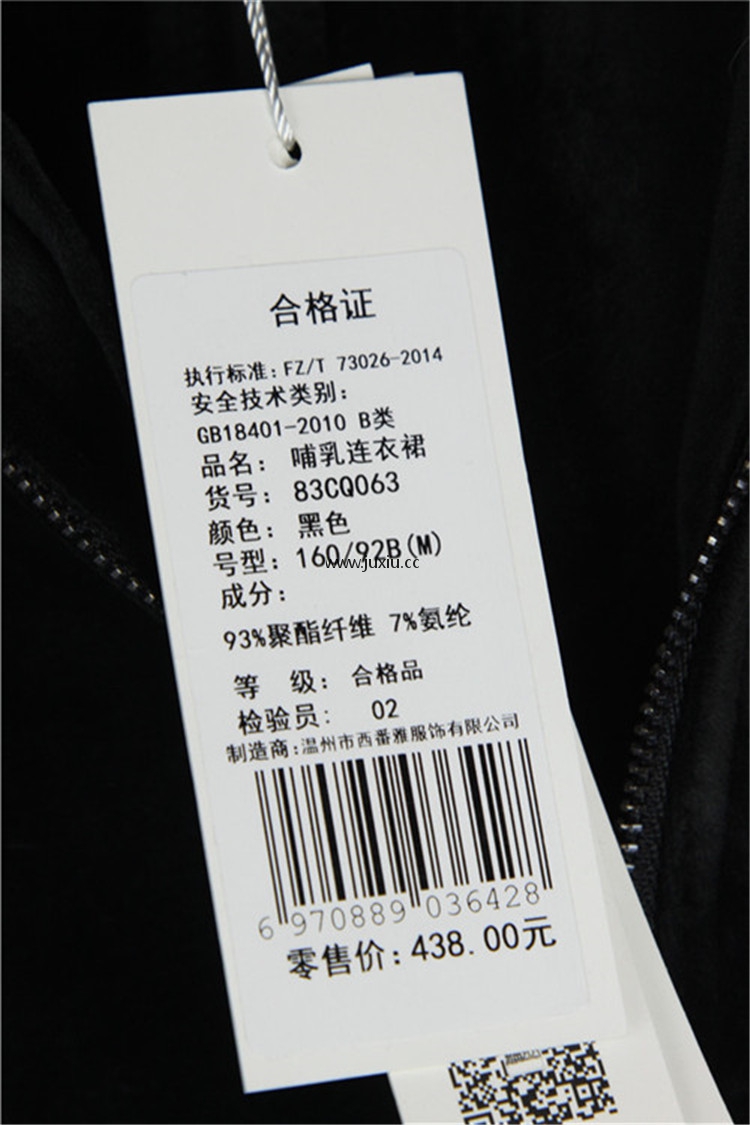 合格证
执行标准：FZ/T 73026-2014
安全技术类别：
GB18401-2010 B类
品名： 哺乳连衣裙
货号：83CQ063
颜色：黑色
号型：160/92B(M)
www.juxiu.cc
成分：
93%聚酯纤维 7%氨纶
等 级： 合格品
检验员： 02
制造商：温州市西番雅服饰有限公司
6 970889 036428
零售价：438.00元